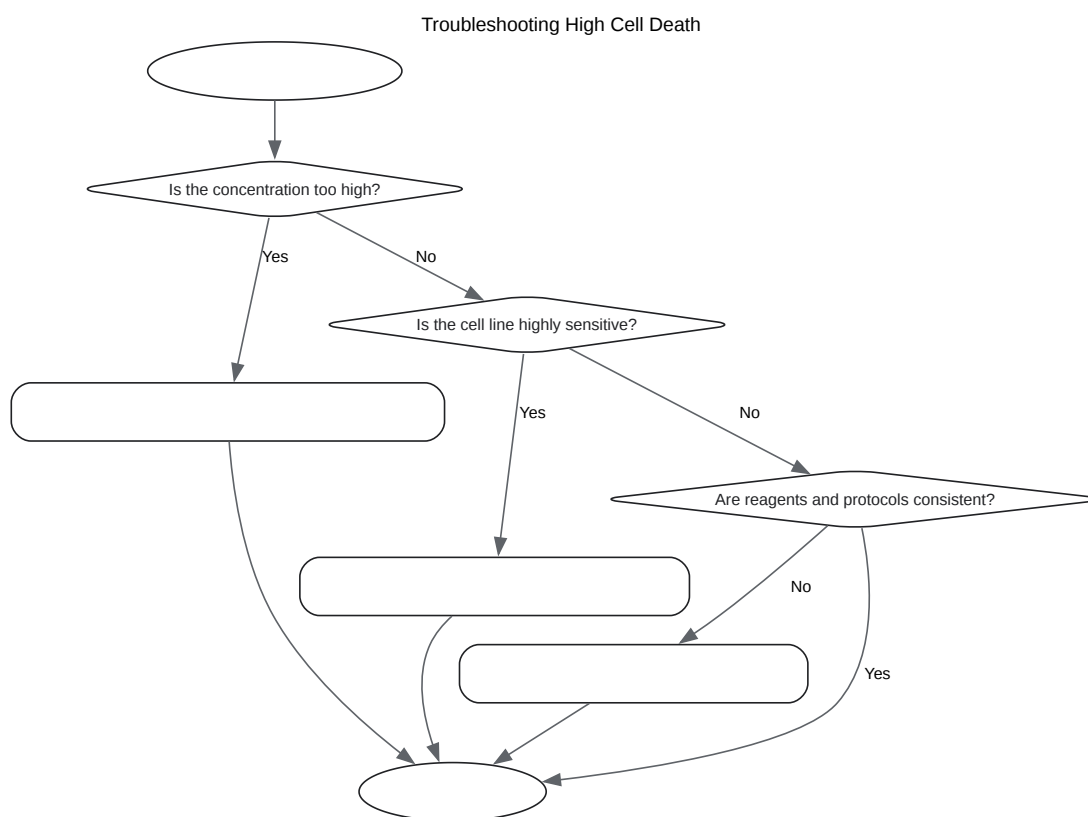 Troubleshooting High Cell Death
Is the concentration too high?
Yes
No
Is the cell line highly sensitive?
Yes
No
Are reagents and protocols consistent?
No
Yes